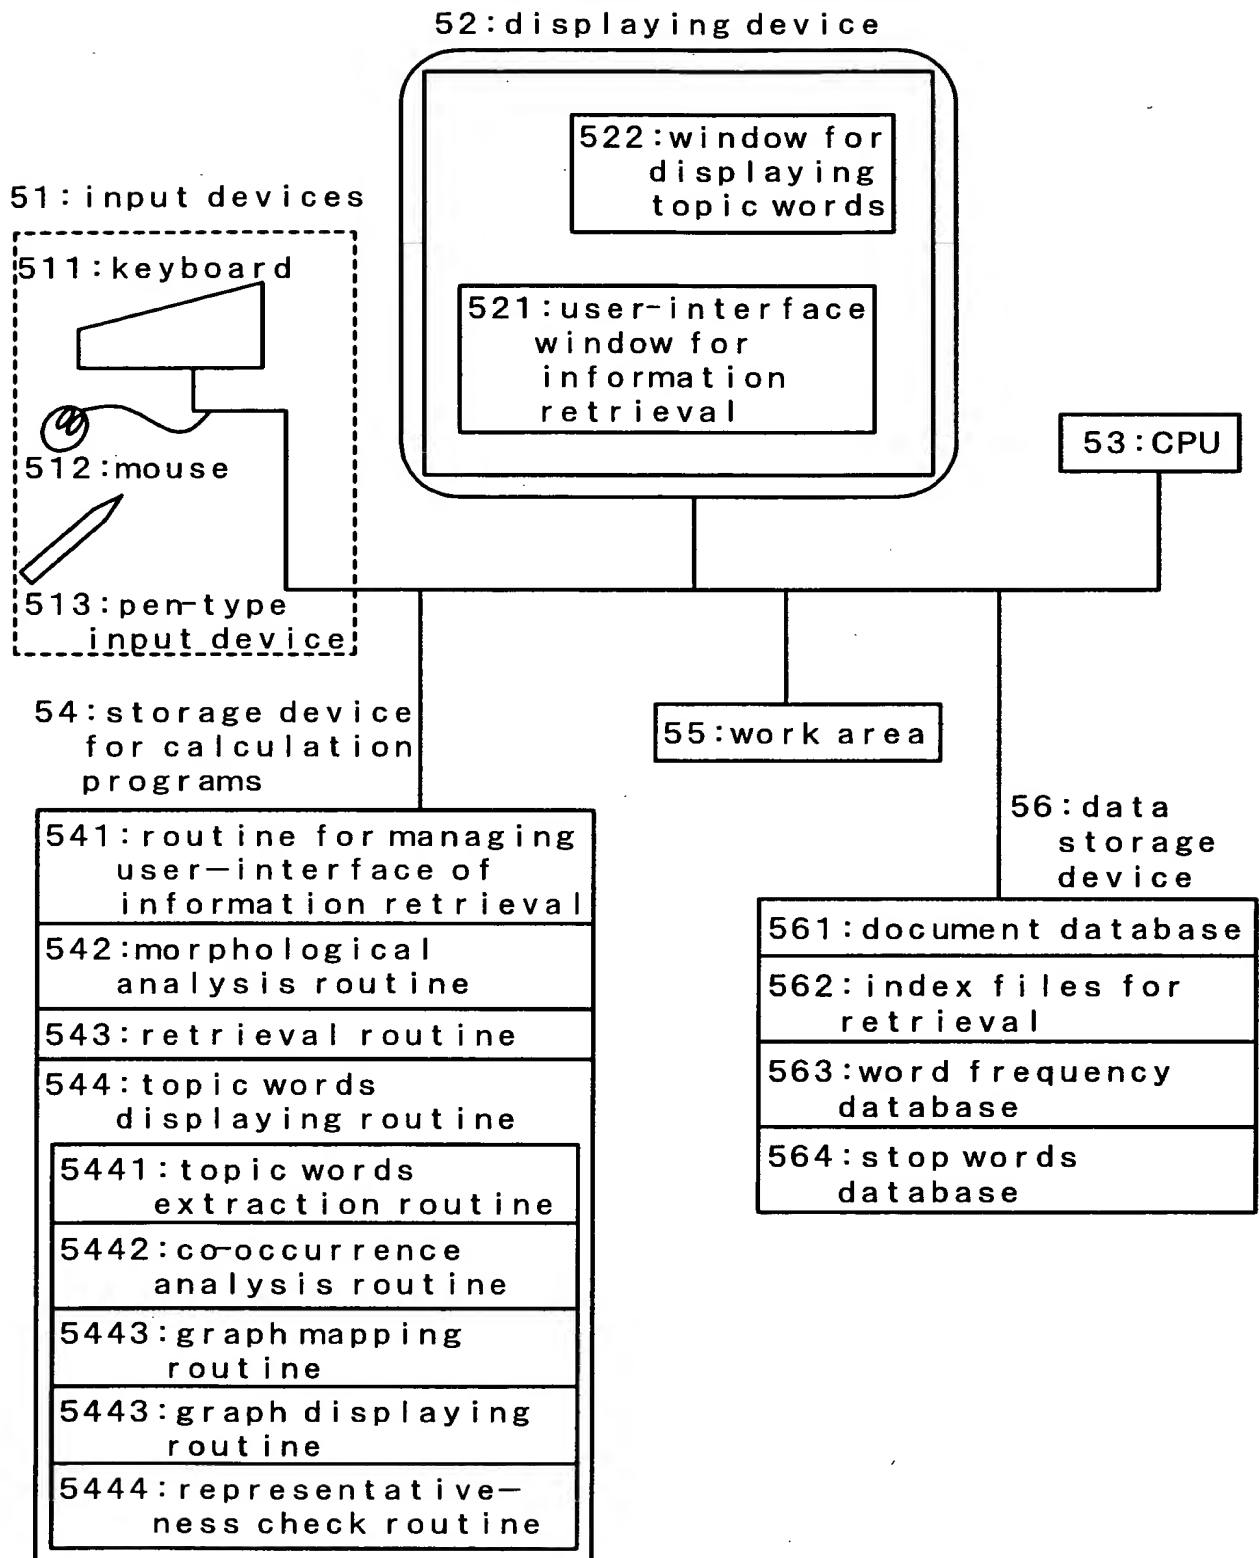 52:displaying device
522:window for
displaying
topic words
51:input devices
511:keyboard
521:user-interface
window for
information
retrieval
53:CPU
512:mouse
513:pen-type
input device
54:storage device
for calculation
programs
55:work area
541:routine for managing
user-interface of
information retrieval
542:morphological
analysis routine
543:retrieval routine
544:topic words
displaying routine
5441:topic words
extraction routine
5442:co-occurrence
analysis routine
5443:graph mapping
routine
5443:graph displaying
routine
5444:representative-
ness check routine
56:data
storage
device
561:document database
562:index files for
retrieval
563:word frequency
database
564:stop words
database